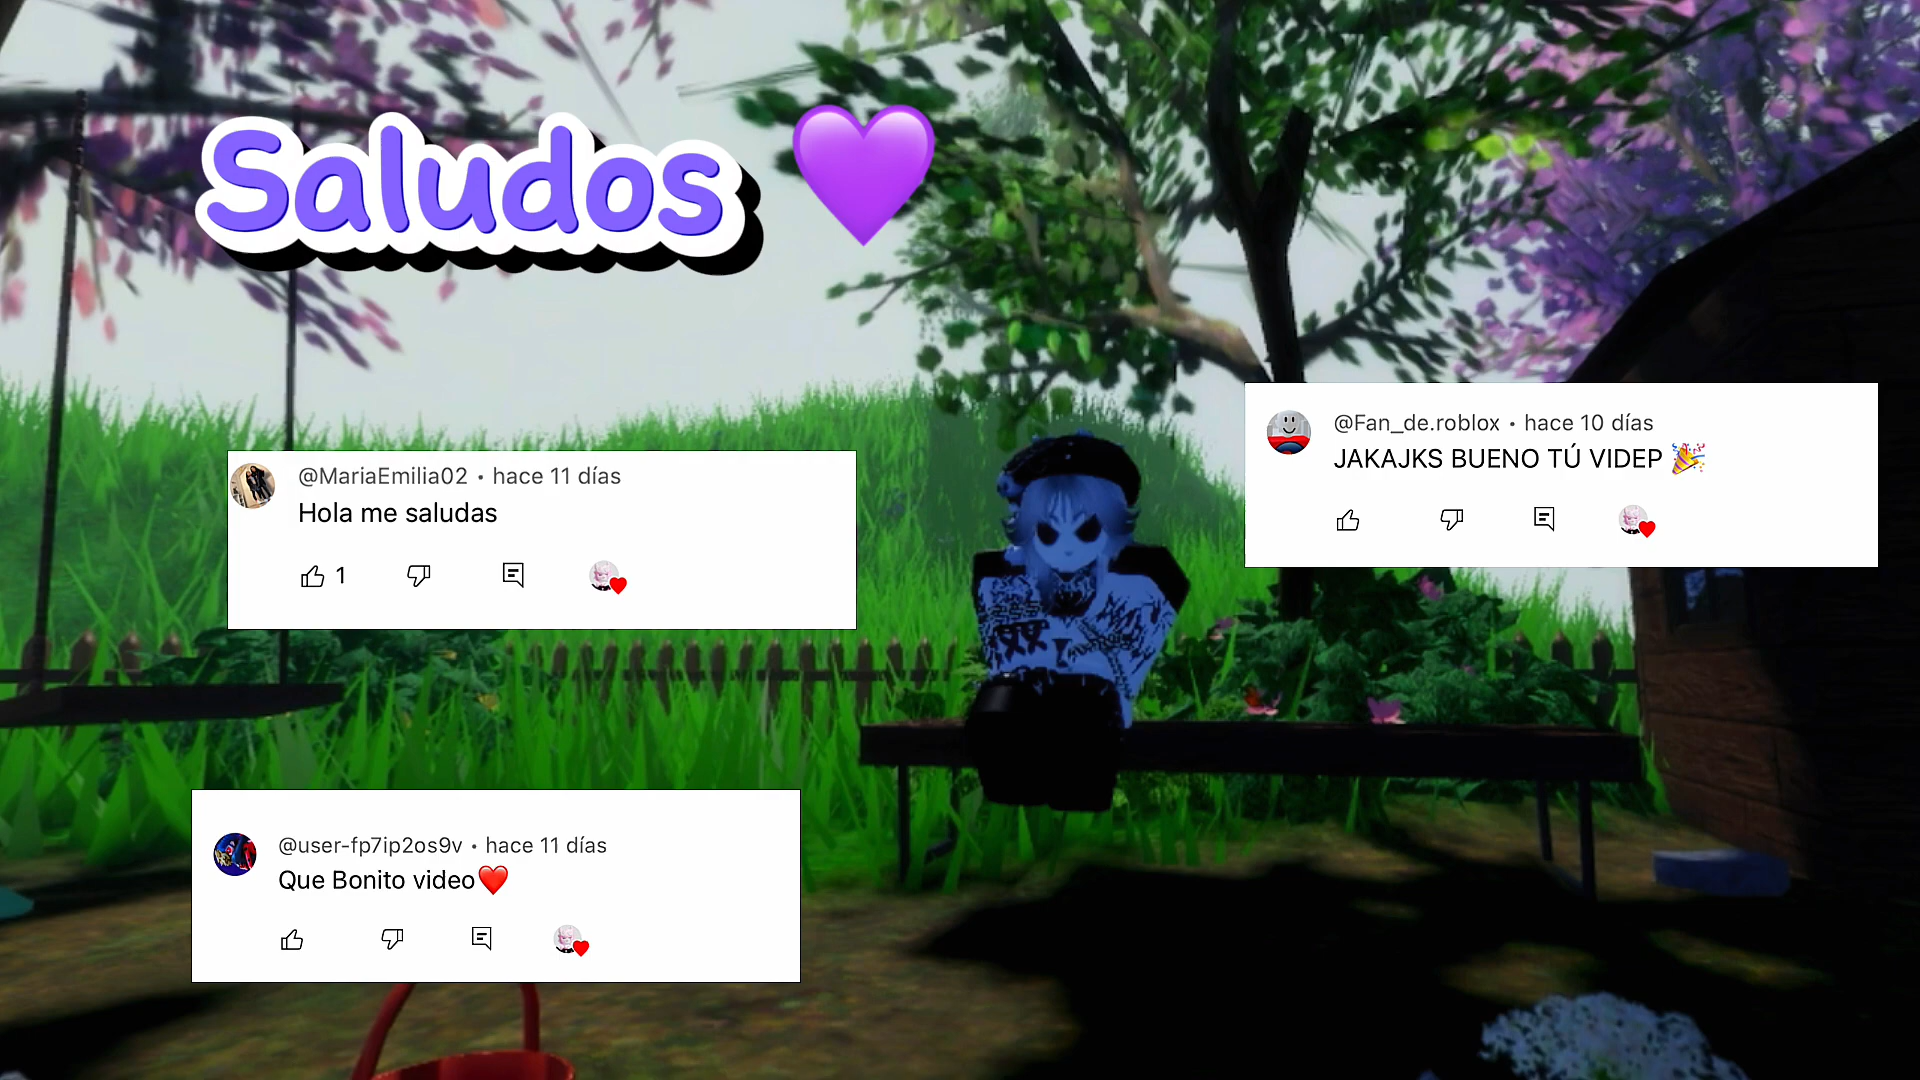 Saludos 💜
@Fan_de.roblox • hace 10 días
JAKAJKS BUENO TÚ VIDEP 🎉
@MariaEmilia02 • hace 11 días
Hola me saludas
1
@user-fp7ip2os9v • hace 11 días
Que Bonito video❤️